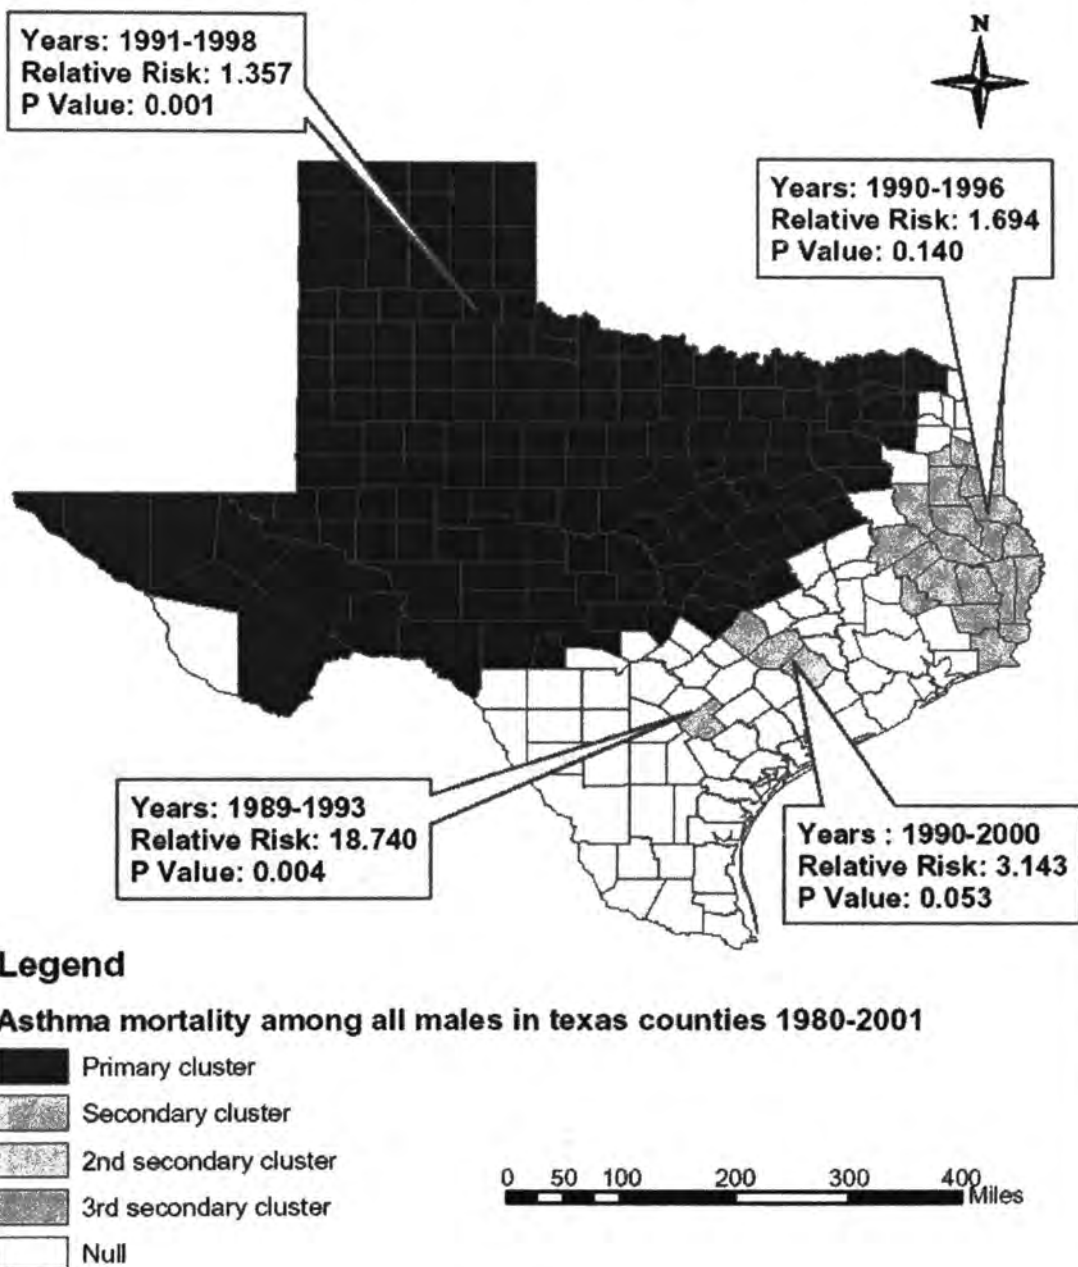 N
Years: 1991-1998
Relative Risk: 1.357
P Value: 0.001
Years: 1990-1996
Relative Risk: 1.694
P Value: 0.140
Years: 1989-1993
Relative Risk: 18.740
P Value: 0.004
Years : 1990-2000
Relative Risk: 3.143
P Value: 0.053
Legend
Asthma mortality among all males in texas counties 1980-2001
Primary cluster
Secondary cluster
2nd secondary cluster
3rd secondary cluster
Null
0 50 100 200 300 400
Miles